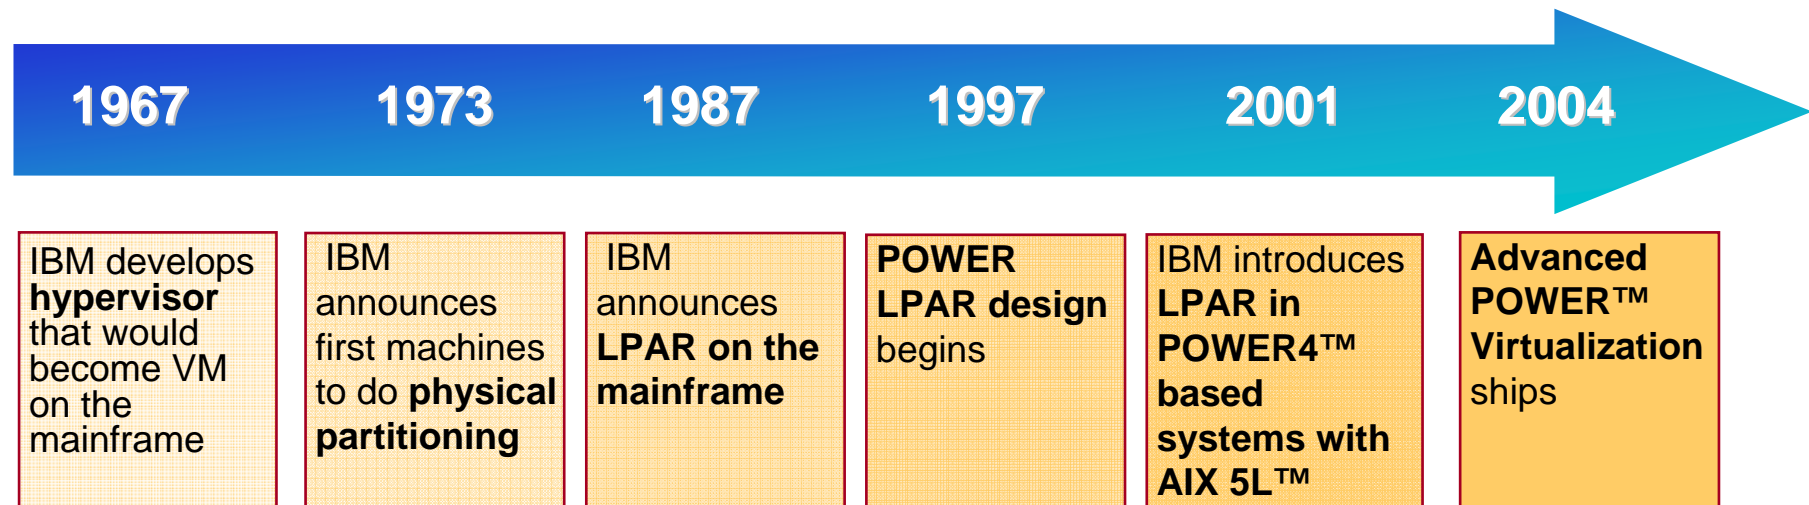 1967 1973 1987 1997 2001 2004
IBM develops
hypervisor
that would
become VM
on the
mainframe
IBM
announces
first machines
to do physical
partitioning
IBM
announces
LPAR on the
mainframe
POWER
LPAR design
begins
IBM introduces
LPAR in
POWER4™
based
systems with
AIX 5L™
Advanced
POWER™
Virtualization
ships